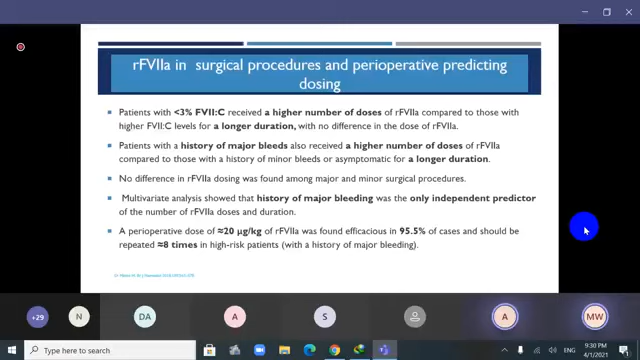 rFVIIa in surgical procedures and perioperative predicting
dosing
Patients with <3% FVII:C received a higher number of doses of rFVIIa compared to those with
higher FVII:C levels for a longer duration, with no difference in the dose of rFVIIa.
Patients with a history of major bleeds also received a higher number of doses of rFVIIa
compared to those with a history of minor bleeds or asymptomatic for a longer duration.
No difference in rFVIIa dosing was found among major and minor surgical procedures.
Multivariate analysis showed that history of major bleeding was the only independent predictor
of the number of rFVIIa doses and duration.
A perioperative dose of ≈20 µg/kg of rFVIIa was found efficacious in 95.5% of cases and should be
repeated ≈8 times in high-risk patients (with a history of major bleeding).
+29
N
DA
A
S
A
MW
Type here to search
ENG
9:30 PM
4/1/2021